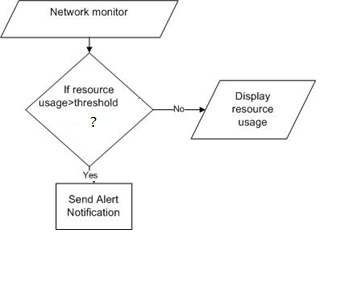 Network monitor
If resource
usage>threshold
?
No
Display
resource
usage
Yes
Send Alert
Notification